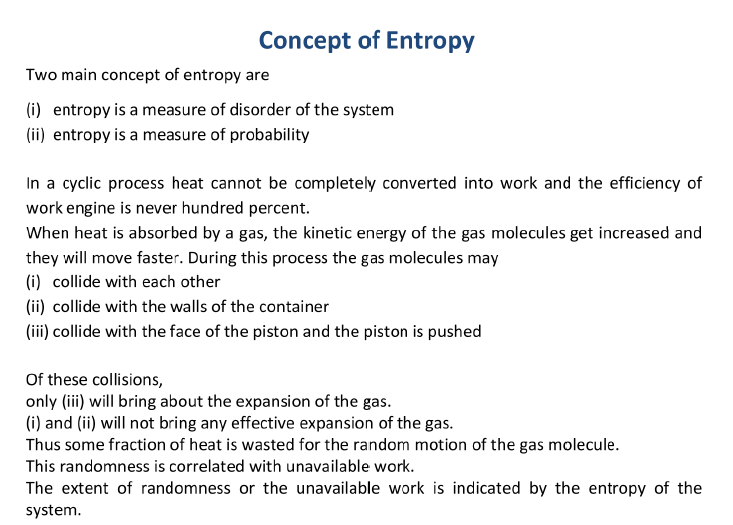 Concept of Entropy
Two main concept of entropy are
(i) entropy is a measure of disorder of the system
(ii) entropy is a measure of probability
In a cyclic process heat cannot be completely converted into work and the efficiency of
work engine is never hundred percent.
When heat is absorbed by a gas, the kinetic energy of the gas molecules get increased and
they will move faster. During this process the gas molecules may
(i) collide with each other
(ii) collide with the walls of the container
(iii) collide with the face of the piston and the piston is pushed
Of these collisions,
only (iii) will bring about the expansion of the gas.
(i) and (ii) will not bring any effective expansion of the gas.
Thus some fraction of heat is wasted for the random motion of the gas molecule.
This randomness is correlated with unavailable work.
The extent of randomness or the unavailable work is indicated by the entropy of the
system.